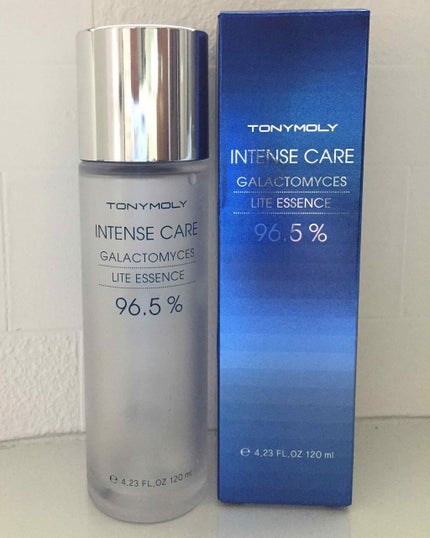 TONYMOLY
INTENSE CARE
GALACTOMYCES
LITE ESSENCE
96.5 %
℮ 4.23 FL.OZ 120 ml
TONYMOLY
INTENSE CARE
GALACTOMYCES
LITE ESSENCE
96.5 %
℮ 4.23 FL.OZ 120 ml